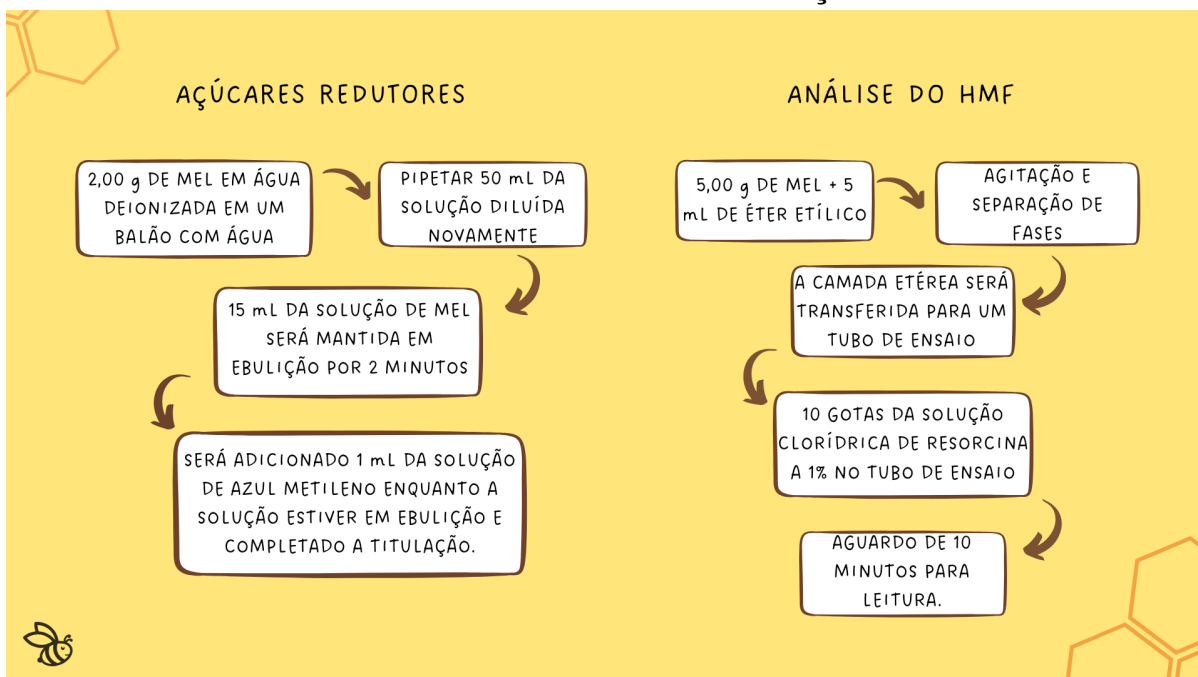 AÇÚCARES REDUTORES
2,00 g DE MEL EM ÁGUA
DEIONIZADA EM UM
BALÃO COM ÁGUA
PIPETAR 50 mL DA
SOLUÇÃO DILUÍDA
NOVAMENTE
15 mL DA SOLUÇÃO DE MEL
SERÁ MANTIDA EM
EBULIÇÃO POR 2 MINUTOS
SERÁ ADICIONADO 1 mL DA SOLUÇÃO
DE AZUL METILENO ENQUANTO A
SOLUÇÃO ESTIVER EM EBULIÇÃO E
COMPLETADO A TITULAÇÃO.
ANÁLISE DO HMF
5,00 g DE MEL + 5
mL DE ÉTER ETÍLICO
AGITAÇÃO E
SEPARAÇÃO DE
FASES
A CAMADA ETÉREA SERÁ
TRANSFERIDA PARA UM
TUBO DE ENSAIO
10 GOTAS DA SOLUÇÃO
CLORÍDRICA DE RESORCINA
A 1% NO TUBO DE ENSAIO
AGUARDO DE 10
MINUTOS PARA
LEITURA.